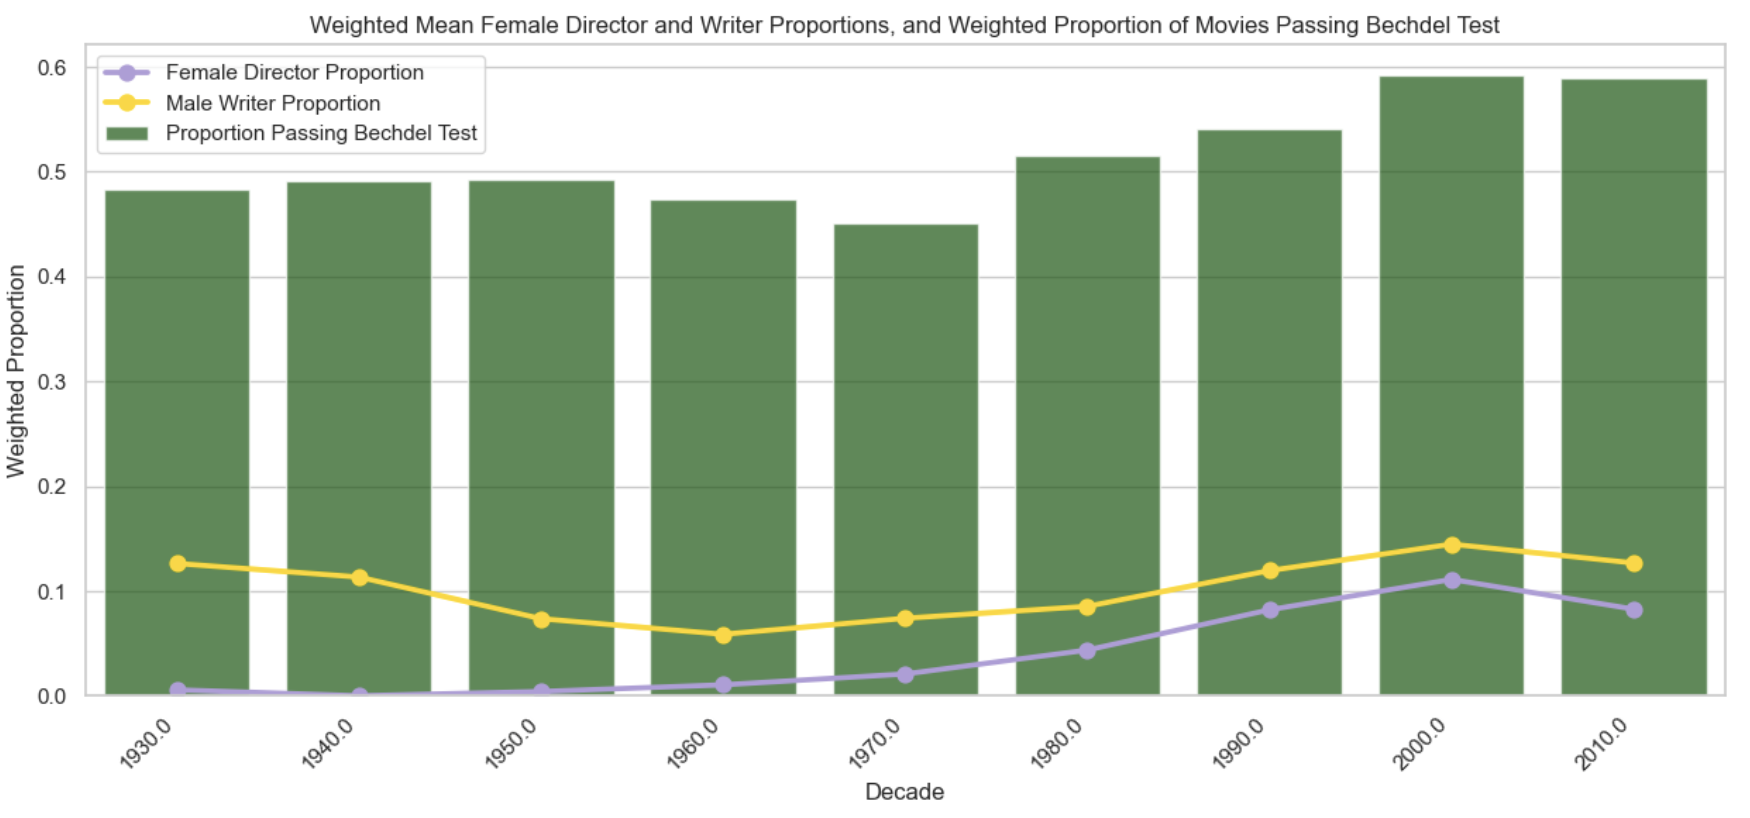 Weighted Mean Female Director and Writer Proportions, and Weighted Proportion of Movies Passing Bechdel Test
Female Director Proportion
Male Writer Proportion
Proportion Passing Bechdel Test
Weighted Proportion
0.6
0.5
0.4
0.3
0.2
0.1
0.0
1930.0
1940.0
1950.0
1960.0
1970.0
1980.0
1990.0
2000.0
2010.0
Decade